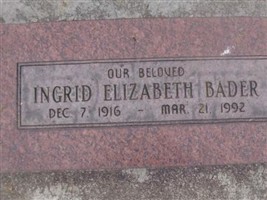 OUR BELOVED
INGRID ELIZABETH BADER
DEC 7 1916 - MAR 21 1992